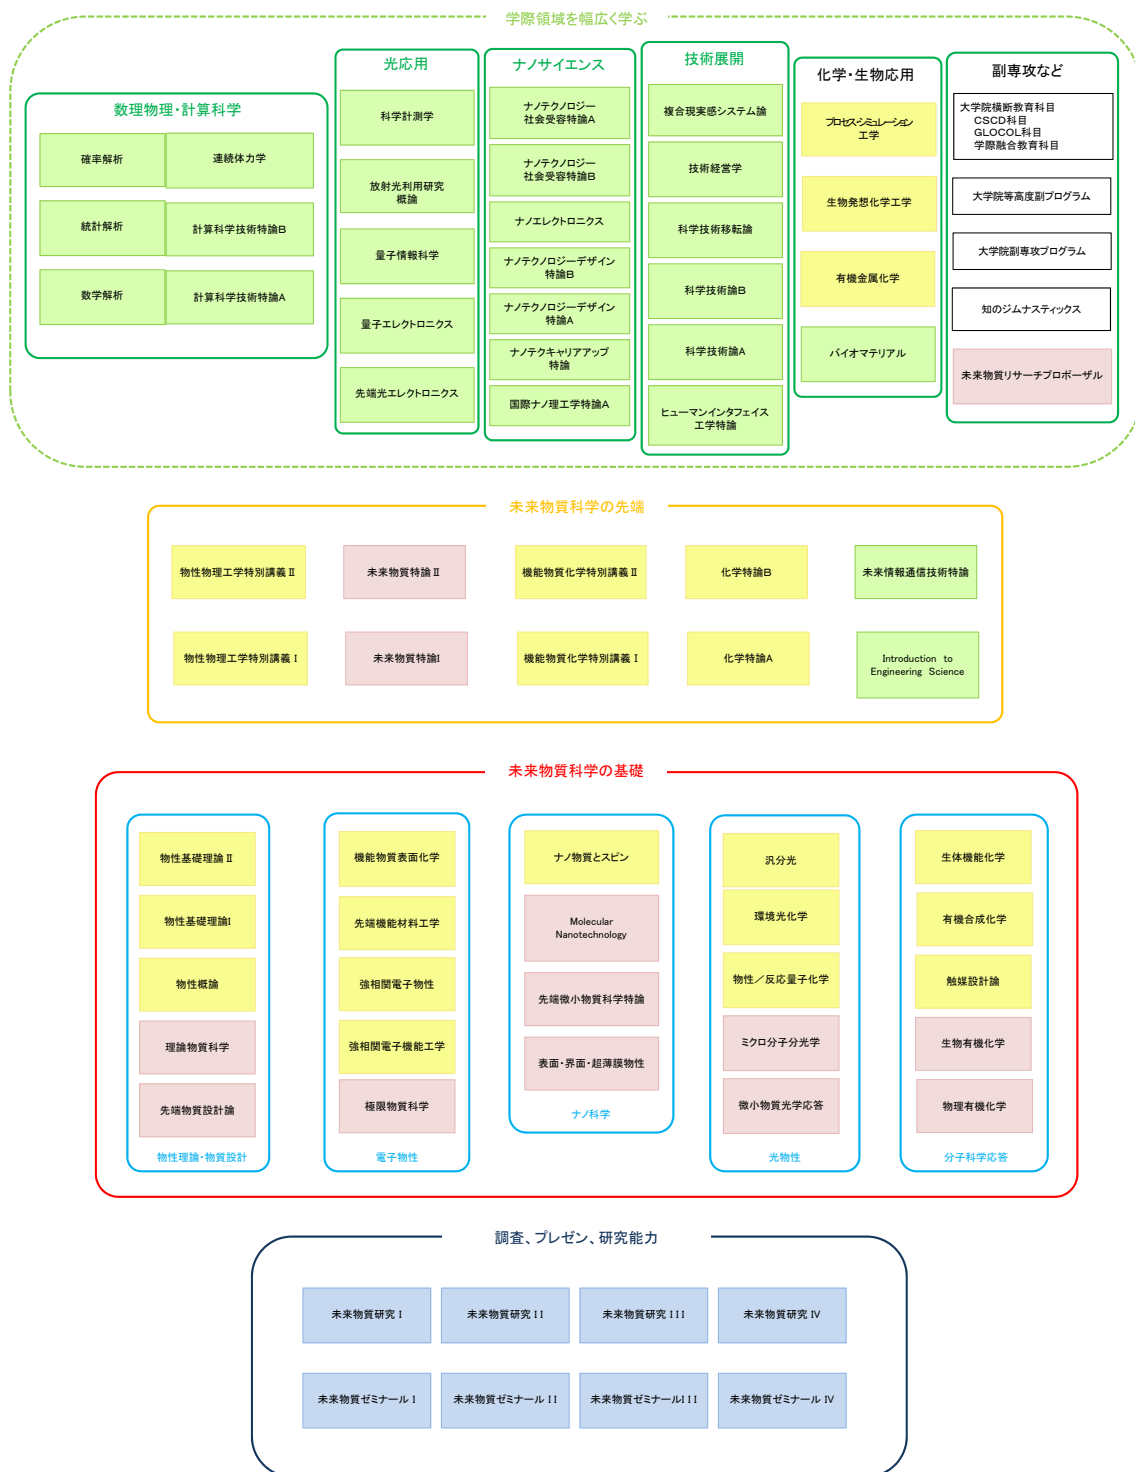 学際領域を幅広く学ぶ
数理物理・計算科学
確率解析
連続体力学
統計解析
計算科学技術特論B
数学解析
計算科学技術特論A
光応用
科学計測学
放射光利用研究
概論
量子情報科学
量子エレクトロニクス
先端光エレクトロニクス
ナノサイエンス
ナノテクノロジー
社会受容特論A
ナノテクノロジー
社会受容特論B
ナノエレクトロニクス
ナノテクノロジーデザイン
特論B
ナノテクノロジーデザイン
特論A
ナノテクキャリアアップ
特論
国際ナノ理工学特論A
技術展開
複合現実感システム論
技術経営学
科学技術移転論
科学技術論B
科学技術論A
ヒューマンインタフェイス
工学特論
化学・生物応用
プロセス・シミュレーション
工学
生物発想化学工学
有機金属化学
バイオマテリアル
副専攻など
大学院横断教育科目
CSCD科目
GLOCOL科目
学際融合教育科目
大学院等高度副プログラム
大学院副専攻プログラム
知のジムナスティックス
未来物質リサーチプロポーザル
未来物質科学の先端
物性物理工学特別講義Ⅱ
未来物質特論Ⅱ
機能物質化学特別講義Ⅱ
化学特論B
未来情報通信技術特論
物性物理工学特別講義Ⅰ
未来物質特論I
機能物質化学特別講義Ⅰ
化学特論A
Introduction to
Engineering Science
未来物質科学の基礎
物性基礎理論Ⅱ
物性基礎理論I
物性概論
理論物質科学
先端物質設計論
物性理論・物質設計
機能物質表面化学
先端機能材料工学
強相関電子物性
強相関電子機能工学
極限物質科学
電子物性
ナノ物質とスピン
Molecular
Nanotechnology
先端微小物質科学特論
表面・界面・超薄膜物性
ナノ科学
汎分光
環境光化学
物性／反応量子化学
ミクロ分子分光学
微小物質光学応答
光物性
生体機能化学
有機合成化学
触媒設計論
生物有機化学
物理有機化学
分子科学応答
調査、プレゼン、研究能力
未来物質研究 I
未来物質研究 II
未来物質研究 III
未来物質研究 IV
未来物質ゼミナール I
未来物質ゼミナール II
未来物質ゼミナールIII
未来物質ゼミナール IV